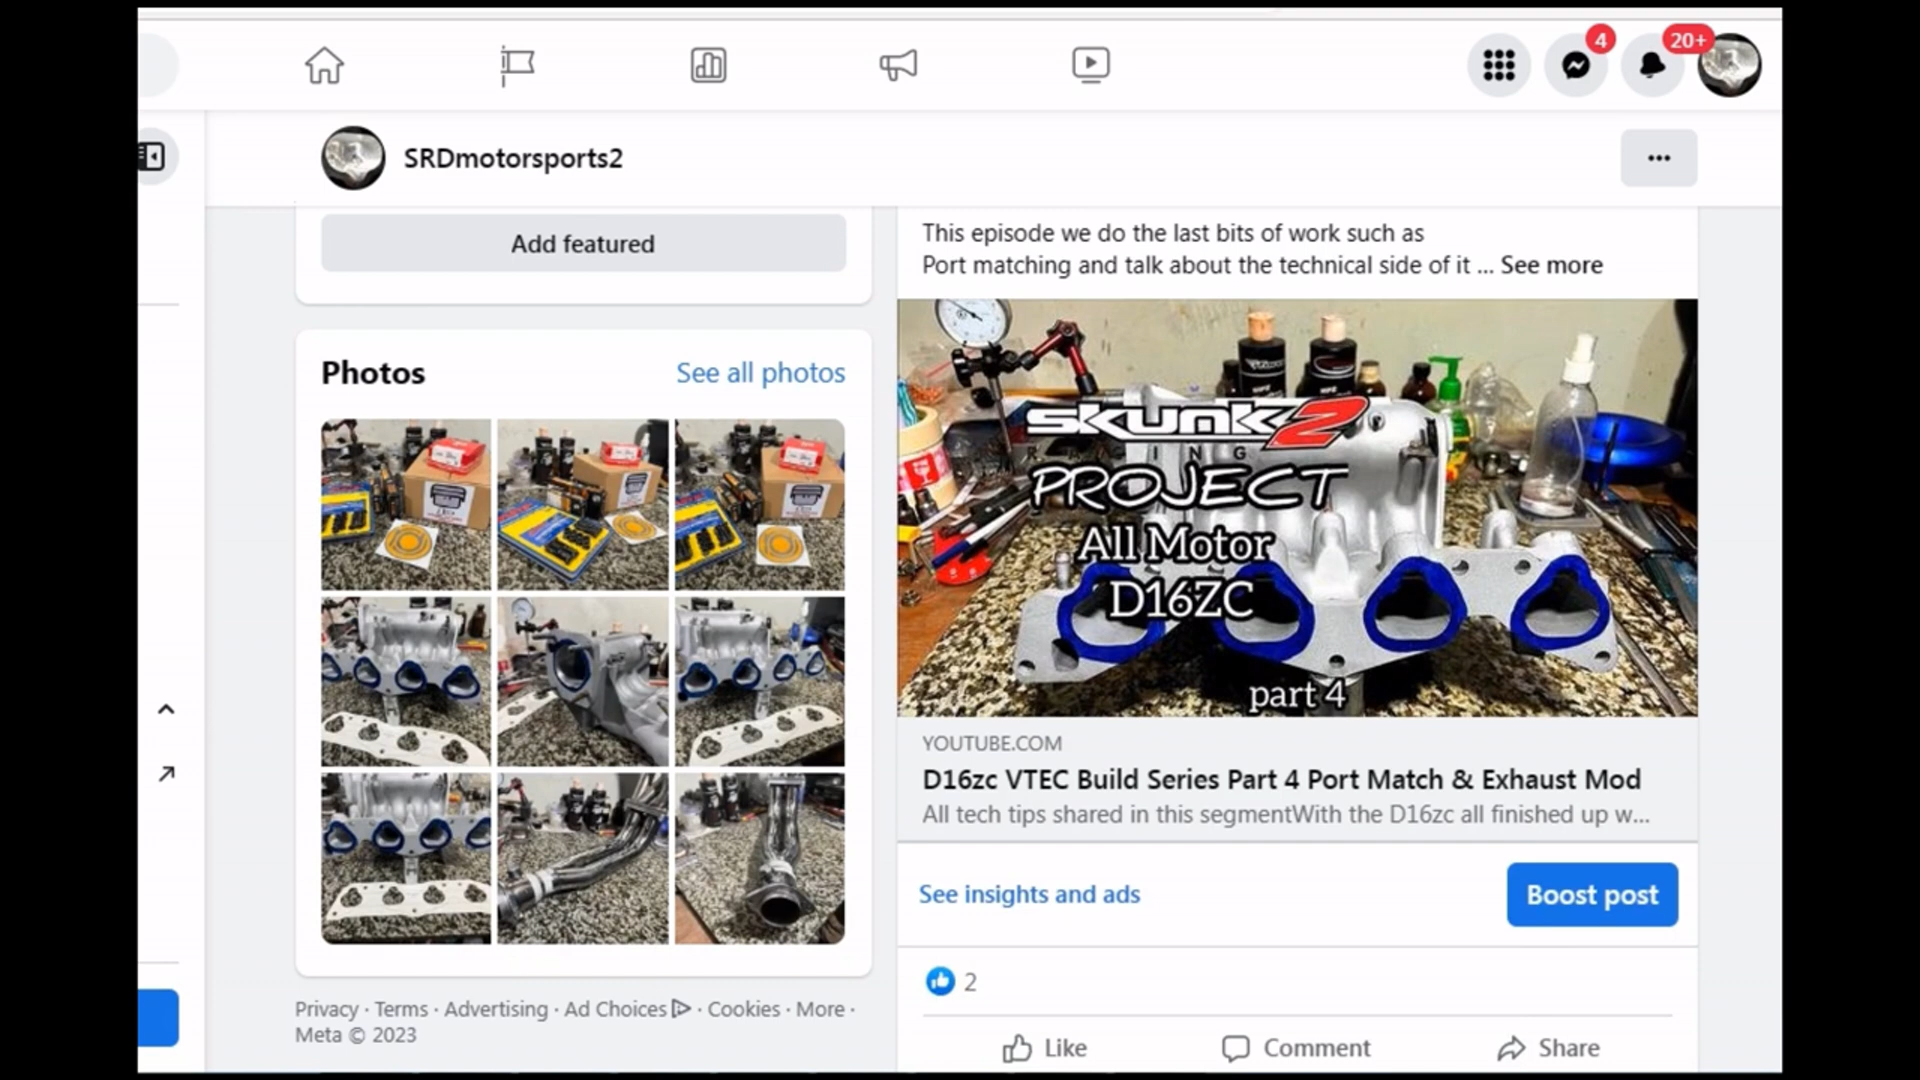 4
20+
SRDmotorsports2
...
Add featured
Photos
See all photos
This episode we do the last bits of work such as
Port matching and talk about the technical side of it ... See more
SKUNK2
RACING
PROJECT
All Motor
D16ZC
part 4
YOUTUBE.COM
D16zc VTEC Build Series Part 4 Port Match & Exhaust Mod
All tech tips shared in this segmentWith the D16zc all finished up w...
See insights and ads
Boost post
2
Like
Comment
Share
Privacy · Terms · Advertising · Ad Choices · Cookies · More ·
Meta © 2023